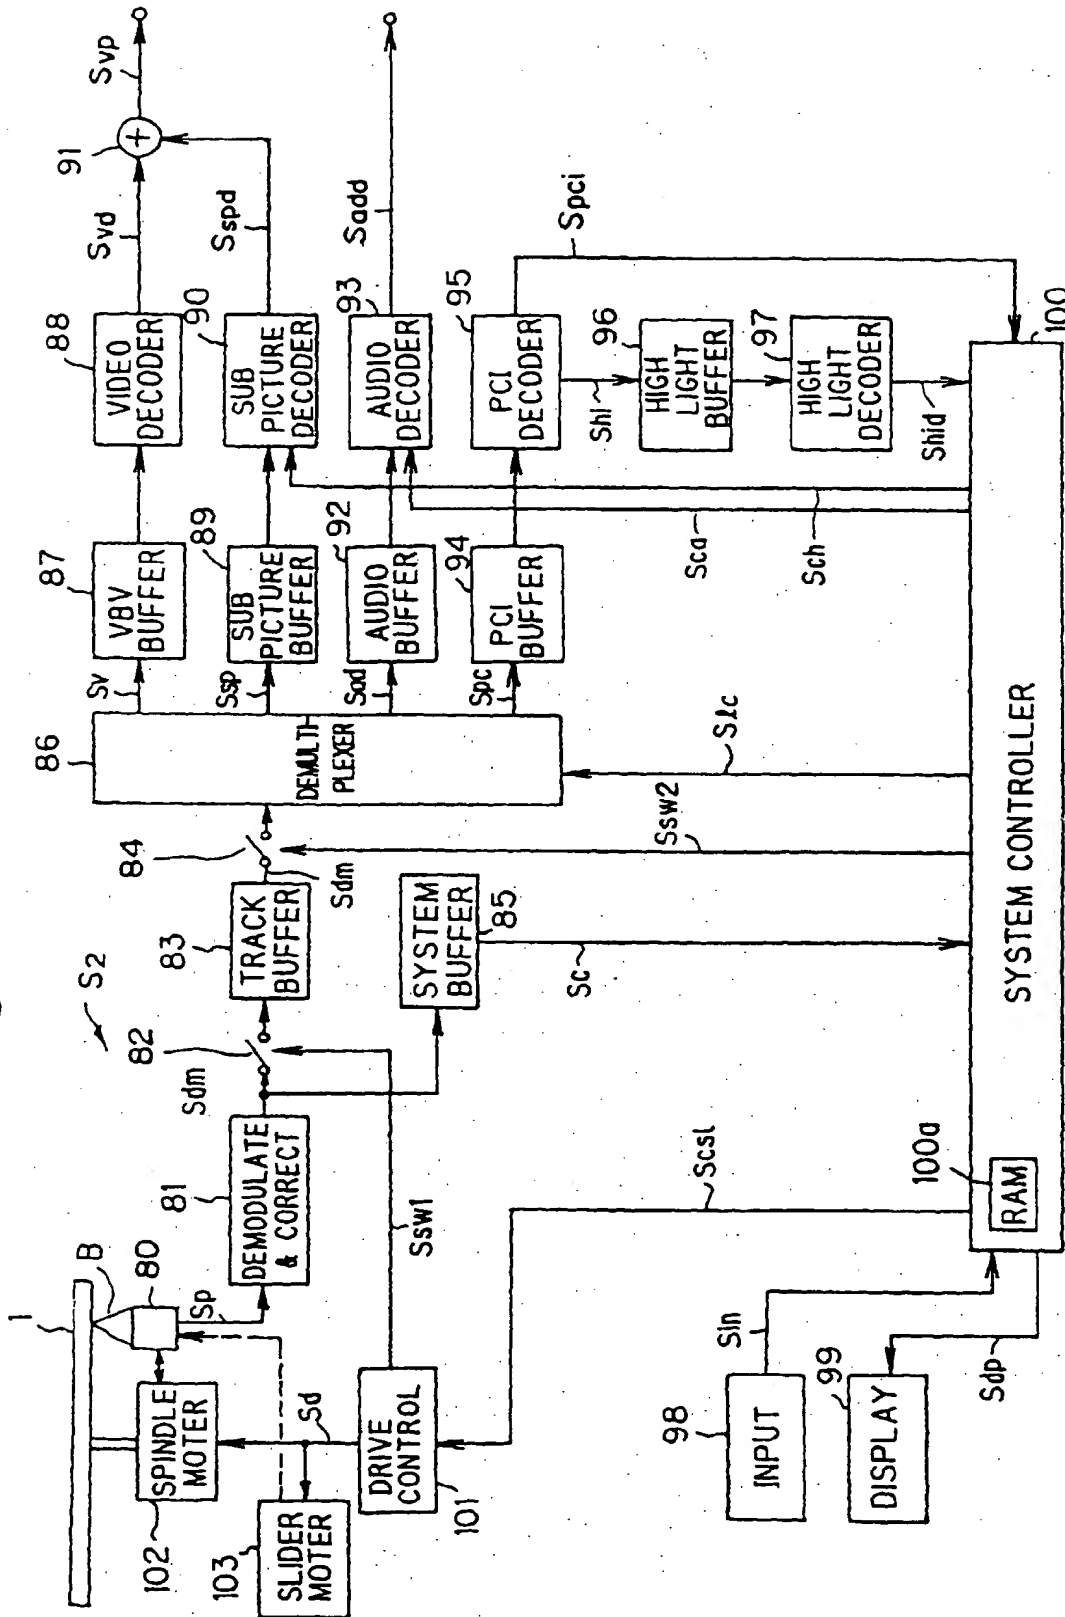 S2
1
B
80
Sp
SPINDLE
MOTER
102
SLIDER
MOTER
103
Sd
DRIVE
CONTROL
101
DEMODULATE
& CORRECT
81
Sdm
82
Ssw1
TRACK
BUFFER
83
84
Sdm
SYSTEM
BUFFER
85
Sc
Ssw2
DEMULTI-
PLEXER
86
Slc
Sv
VBV
BUFFER
87
VIDEO
DECODER
88
Svd
91
+
Svp
Ssp
SUB
PICTURE
BUFFER
89
SUB
PICTURE
DECODER
90
Sspd
Sad
AUDIO
BUFFER
92
AUDIO
DECODER
93
Sadd
Spc
PCI
BUFFER
94
PCI
DECODER
95
Spci
Shl
HIGH
LIGHT
BUFFER
96
HIGH
LIGHT
DECODER
97
Shld
Sca
Sch
Scsl
INPUT
98
Sin
DISPLAY
99
Sdp
RAM
100a
SYSTEM CONTROLLER
100